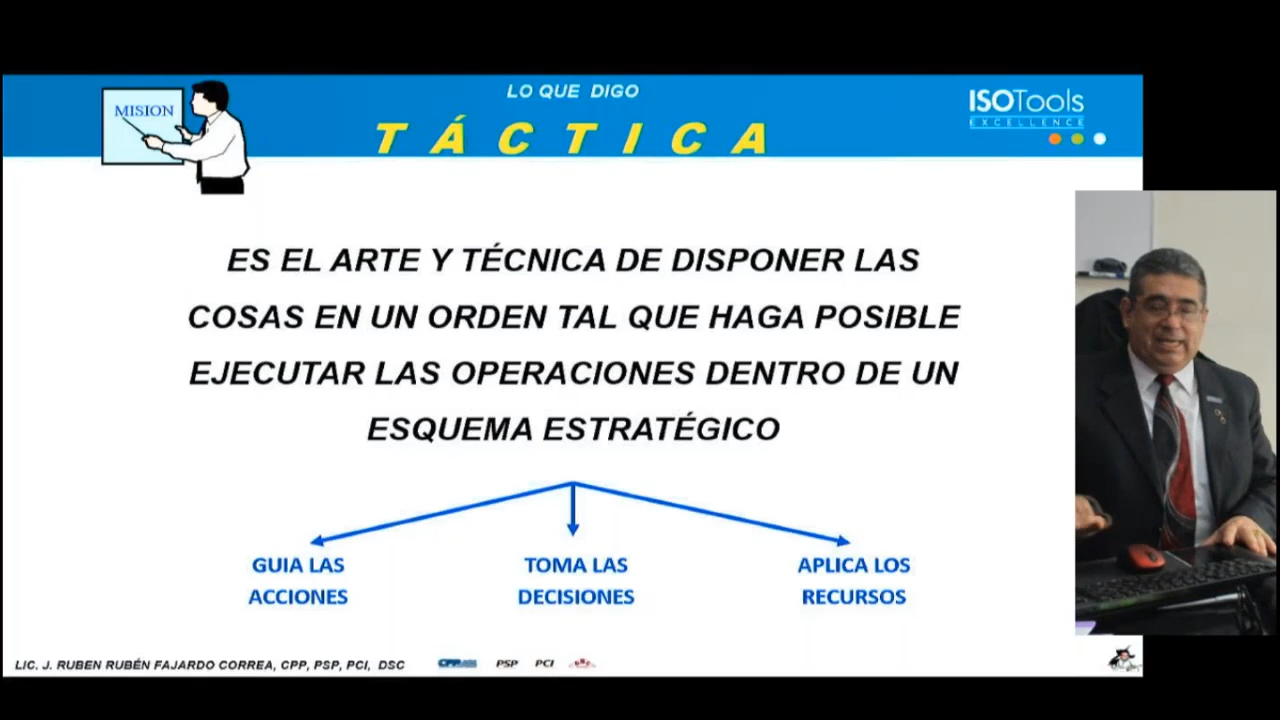 LO QUE DIGO
TÁCTICA
MISION
ISOTools
EXCELLENCE
ES EL ARTE Y TÉCNICA DE DISPONER LAS
COSAS EN UN ORDEN TAL QUE HAGA POSIBLE
EJECUTAR LAS OPERACIONES DENTRO DE UN
ESQUEMA ESTRATÉGICO
GUIA LAS
ACCIONES
TOMA LAS
DECISIONES
APLICA LOS
RECURSOS
LIC. J. RUBEN RUBÉN FAJARDO CORREA, CPP, PSP, PCI, DSC
CPP
PSP
PCI